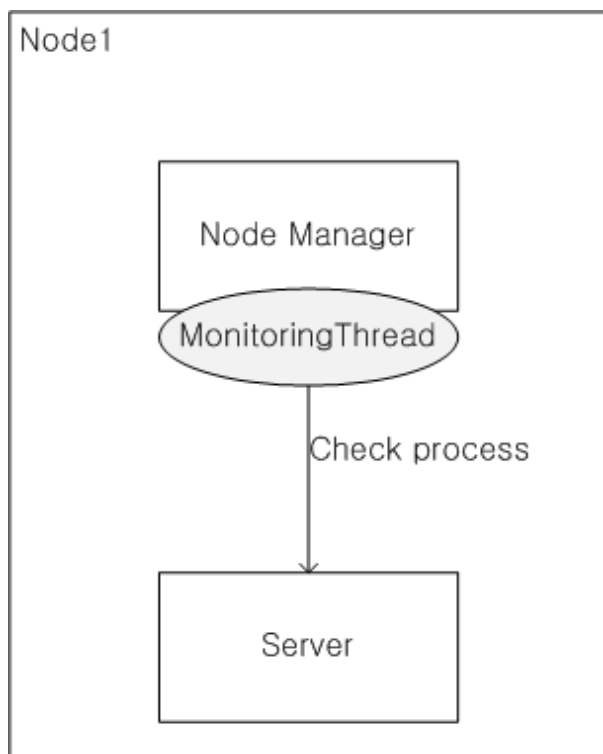 Node1
Node Manager
MonitoringThread
Check process
Server